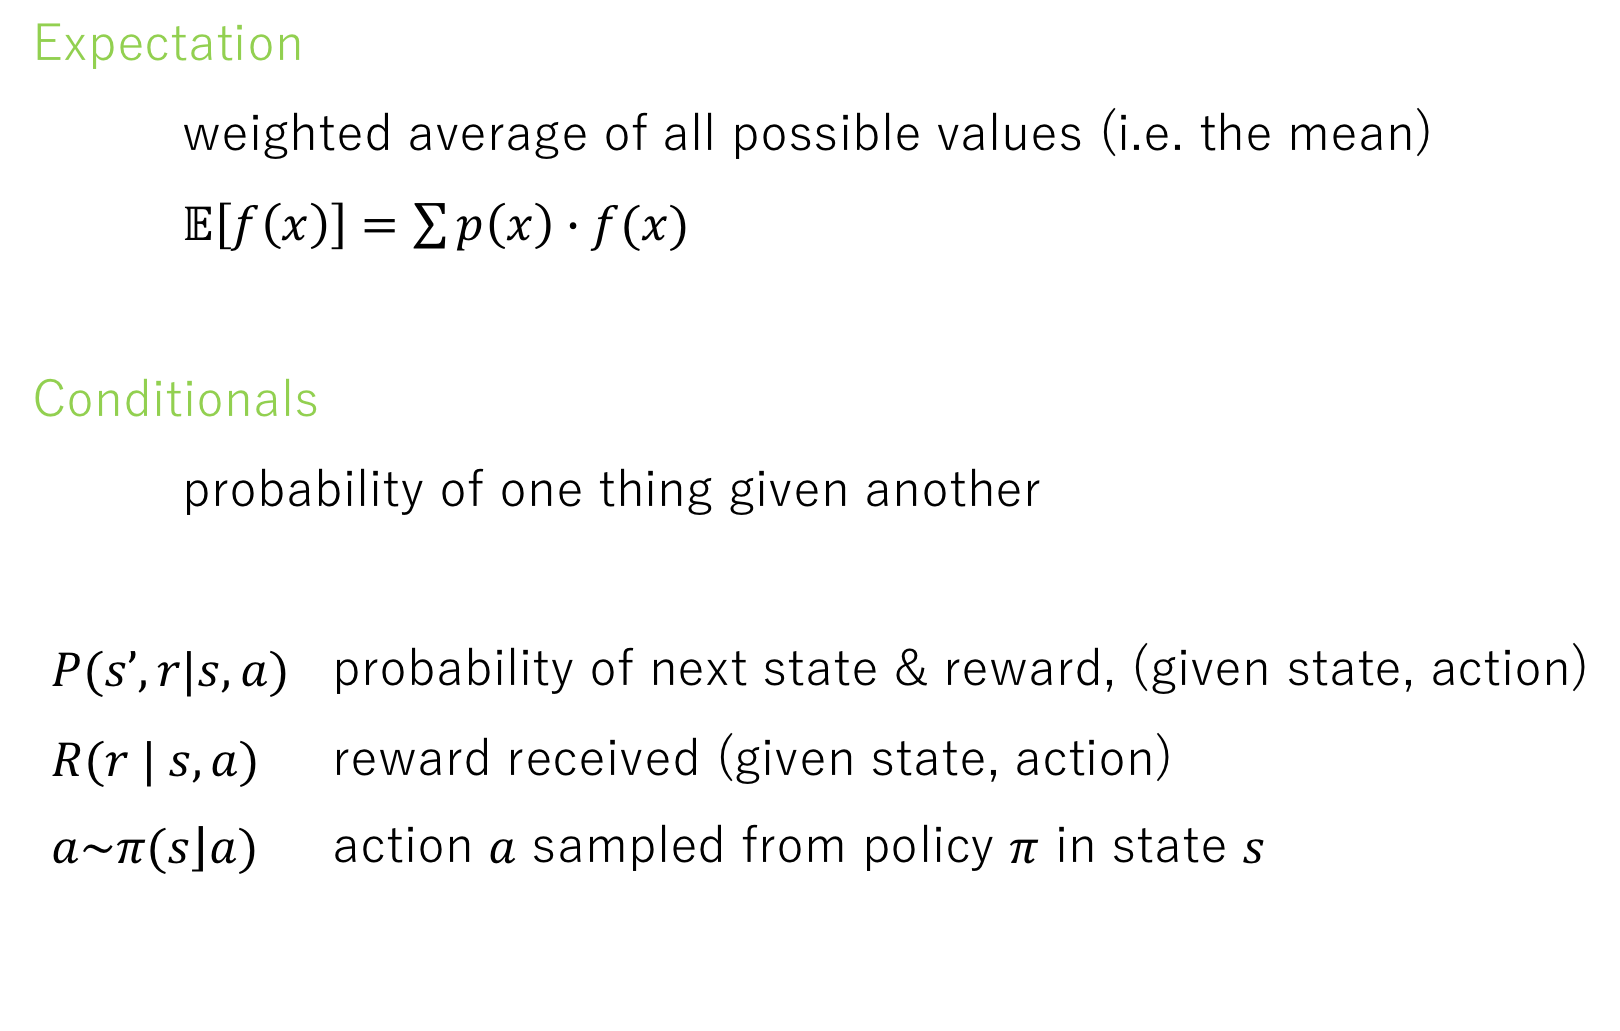 Expectation
weighted average of all possible values (i.e. the mean)
𝔼[f(x)] = ∑p(x) · f(x)
Conditionals
probability of one thing given another
P(s’, r|s, a) probability of next state & reward, (given state, action)
R(r | s, a) reward received (given state, action)
a~π(s⌋a) action a sampled from policy π in state s